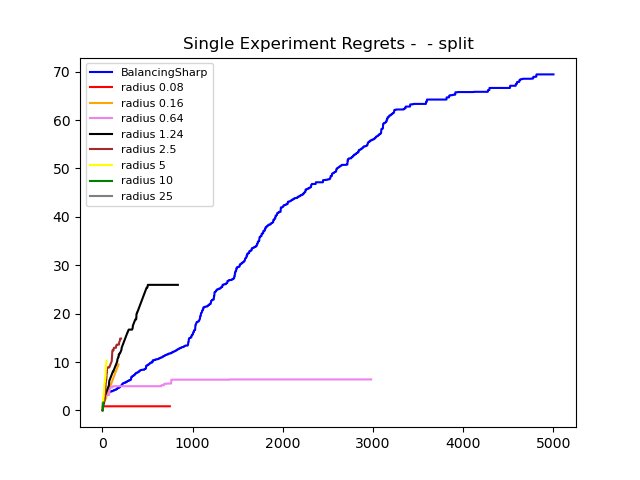 Single Experiment Regrets -  - split
BalancingSharp
radius 0.08
radius 0.16
radius 0.64
radius 1.24
radius 2.5
radius 5
radius 10
radius 25
70
60
50
40
30
20
10
0
0 1000 2000 3000 4000 5000